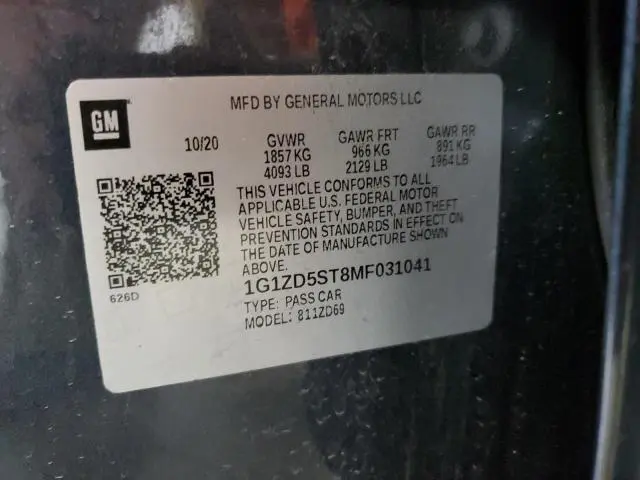 GM
MFD BY GENERAL MOTORS LLC
10/20 GVWR GAWR FRT GAWR RR
1857 KG 966 KG 891 KG
4093 LB 2129 LB 1964 LB
THIS VEHICLE CONFORMS TO ALL
APPLICABLE U.S. FEDERAL MOTOR
VEHICLE SAFETY, BUMPER, AND THEFT
PREVENTION STANDARDS IN EFFECT ON
THE DATE OF MANUFACTURE SHOWN
ABOVE.
626D
1G1ZD5ST8MF031041
TYPE: PASS CAR
MODEL: 811ZD69